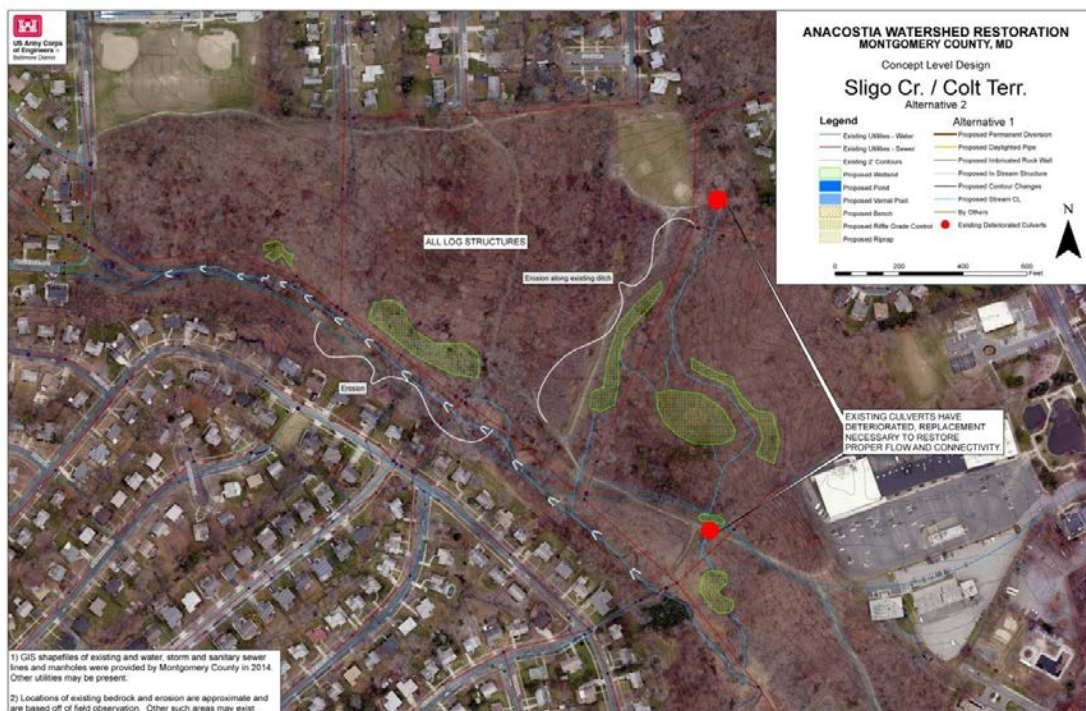 US Army Corps
of Engineers
Baltimore District
ANACOSTIA WATERSHED RESTORATION
MONTGOMERY COUNTY, MD
Concept Level Design
Sligo Cr. / Colt Terr.
Alternative 2
Legend
Existing Utilities - Water
Existing Utilities - Sewer
Existing 2' Contours
Proposed Wetland
Proposed Pond
Proposed Vernal Pool
Proposed Bench
Proposed Riffle Grade Control
Proposed Riprap
Alternative 1
Proposed Permanent Diversion
Proposed Daylighted Pipe
Proposed Imbricated Rock Wall
Proposed In Stream Structure
Proposed Contour Changes
Proposed Stream CL
By Others
Existing Deteriorated Culverts
N
0 200 400 600
Feet
ALL LOG STRUCTURES
Erosion along existing ditch
Erosion
EXISTING CULVERTS HAVE
DETERIORATED, REPLACEMENT
NECESSARY TO RESTORE
PROPER FLOW AND CONNECTIVITY
1) GIS shapefiles of existing and water, storm and sanitary sewer
lines and manholes were provided by Montgomery County in 2014.
Other utilities may be present.
2) Locations of existing bedrock and erosion are approximate and
are based off of field observation. Other such areas may exist